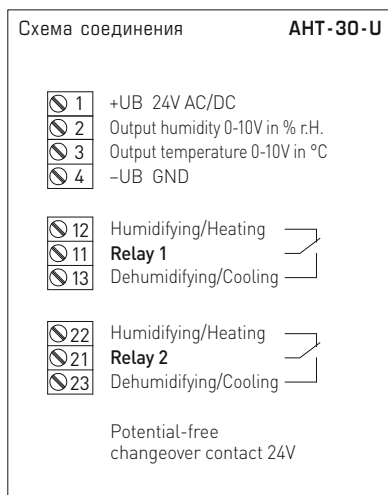 Схема соединения AHT-30-U
1 +UB 24V AC/DC
2 Output humidity 0-10V in % r.H.
3 Output temperature 0-10V in °C
4 –UB GND
12 Humidifying/Heating
11 Relay 1
13 Dehumidifying/Cooling
22 Humidifying/Heating
21 Relay 2
23 Dehumidifying/Cooling
Potential-free
changeover contact 24V